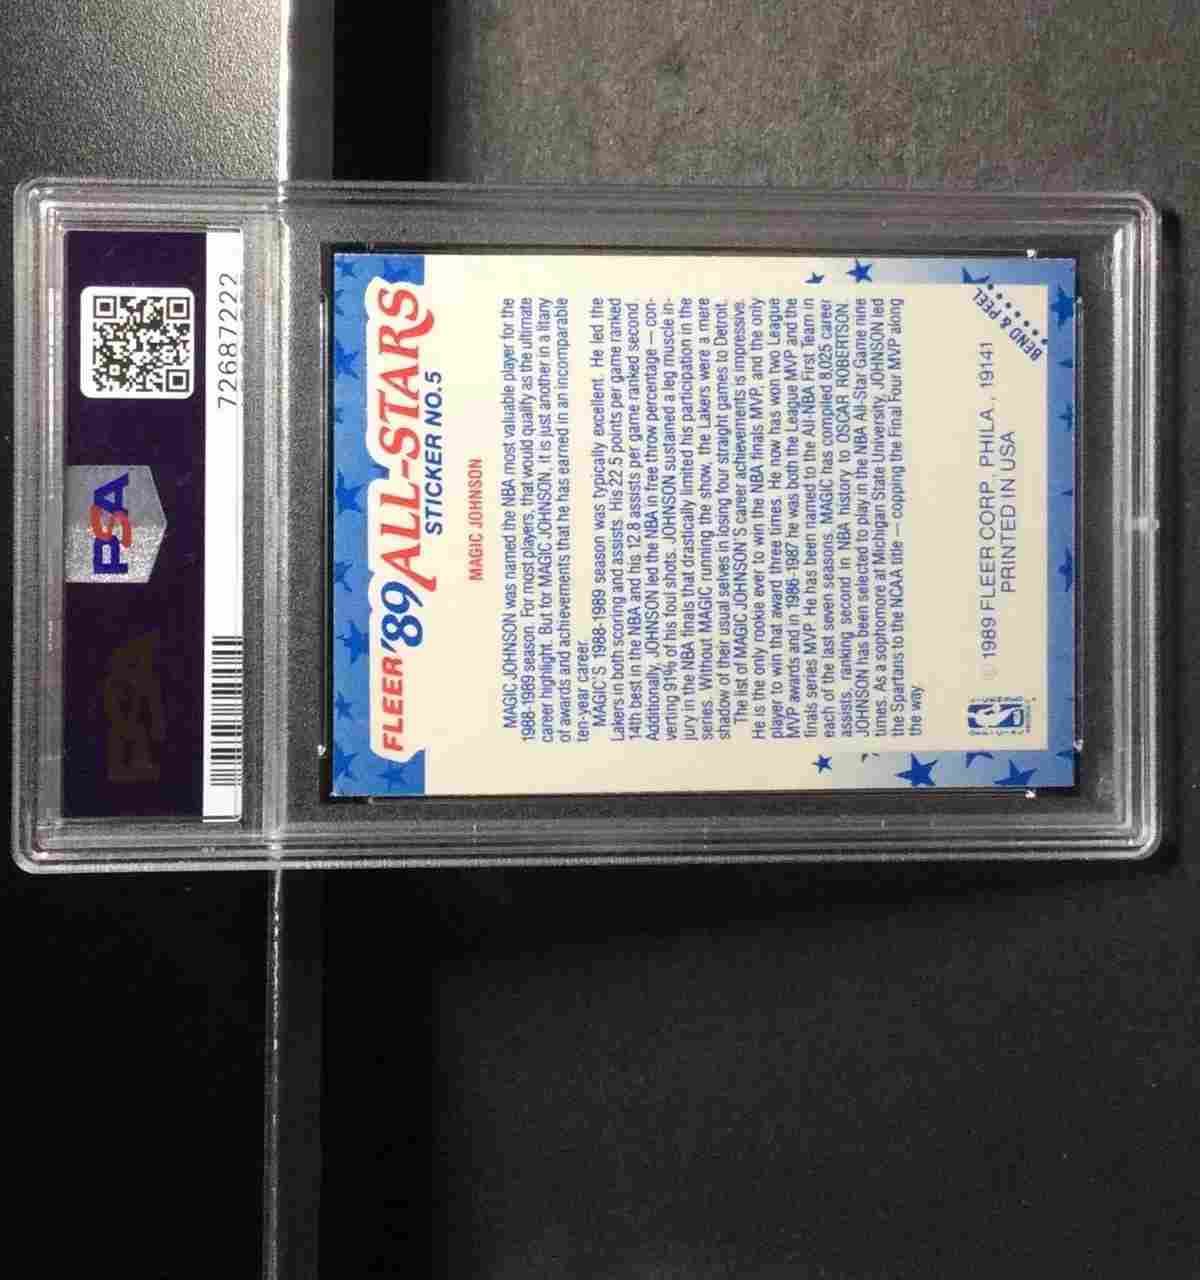 PSA
PSA
72687222
FLEER '89 ALL-STARS
STICKER NO. 5
MAGIC JOHNSON
MAGIC JOHNSON was named the NBA most valuable player for the
1988-1989 season. For most players, that would qualify as the ultimate
career highlight. But for MAGIC JOHNSON, it is just another in a litany
of awards and achievements that he has earned in an incomparable
ten-year career.
MAGIC'S 1988-1989 season was typically excellent. He led the
Lakers in both scoring and assists. His 22.5 points per game ranked
14th best in the NBA and his 12.8 assists per game ranked second.
Additionally, JOHNSON led the NBA in free throw percentage — con-
verting 91% of his foul shots. JOHNSON sustained a leg muscle in-
jury in the NBA finals that drastically limited his participation in the
series. Without MAGIC running the show, the Lakers were a mere
shadow of their usual selves in losing four straight games to Detroit.
The list of MAGIC JOHNSON'S career achievements is impressive.
He is the only rookie ever to win the NBA finals MVP, and the only
player to win that award three times. He now has won two League
MVP awards and in 1986-1987 he was both the League MVP and the
finals series MVP. He has been named to the All-NBA First Team in
each of the last seven seasons. MAGIC has compiled 8,025 career
assists, ranking second in NBA history to OSCAR ROBERTSON.
JOHNSON has been selected to play in the NBA All-Star Game nine
times. As a sophomore at Michigan State University, JOHNSON led
the Spartans to the NCAA title — copping the Final Four MVP along
the way.
© 1989 FLEER CORP., PHILA., 19141
PRINTED IN USA
BEND & PEEL